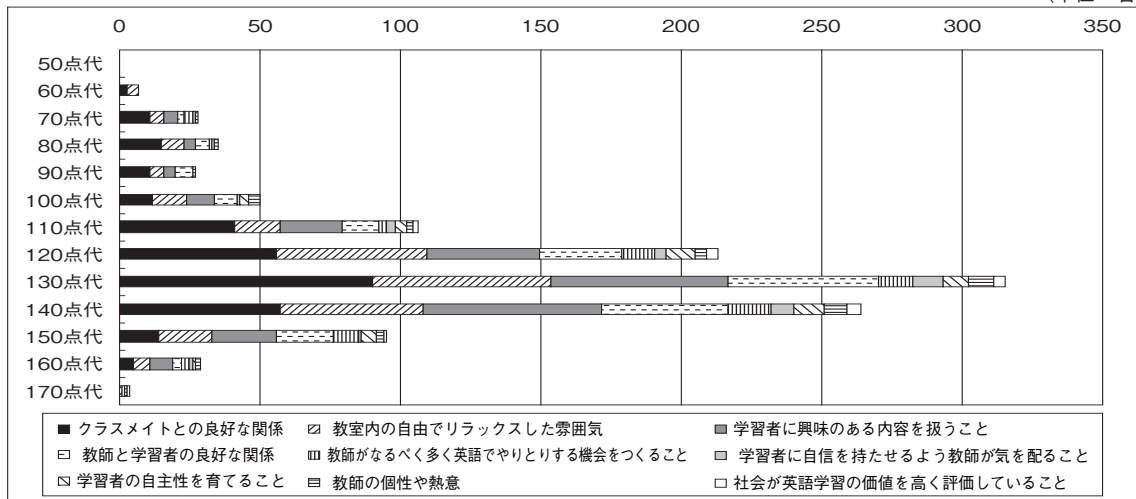 0 50 100 150 200 250 300 350
50点代
60点代
70点代
80点代
90点代
100点代
110点代
120点代
130点代
140点代
150点代
160点代
170点代
クラスメイトとの良好な関係 教室内の自由でリラックスした雰囲気 学習者に興味のある内容を扱うこと
教師と学習者の良好な関係 教師がなるべく多く英語でやりとりする機会をつくること 学習者に自信を持たせるよう教師が気を配ること
学習者の自主性を育てること 教師の個性や熱意 社会が英語学習の価値を高く評価していること